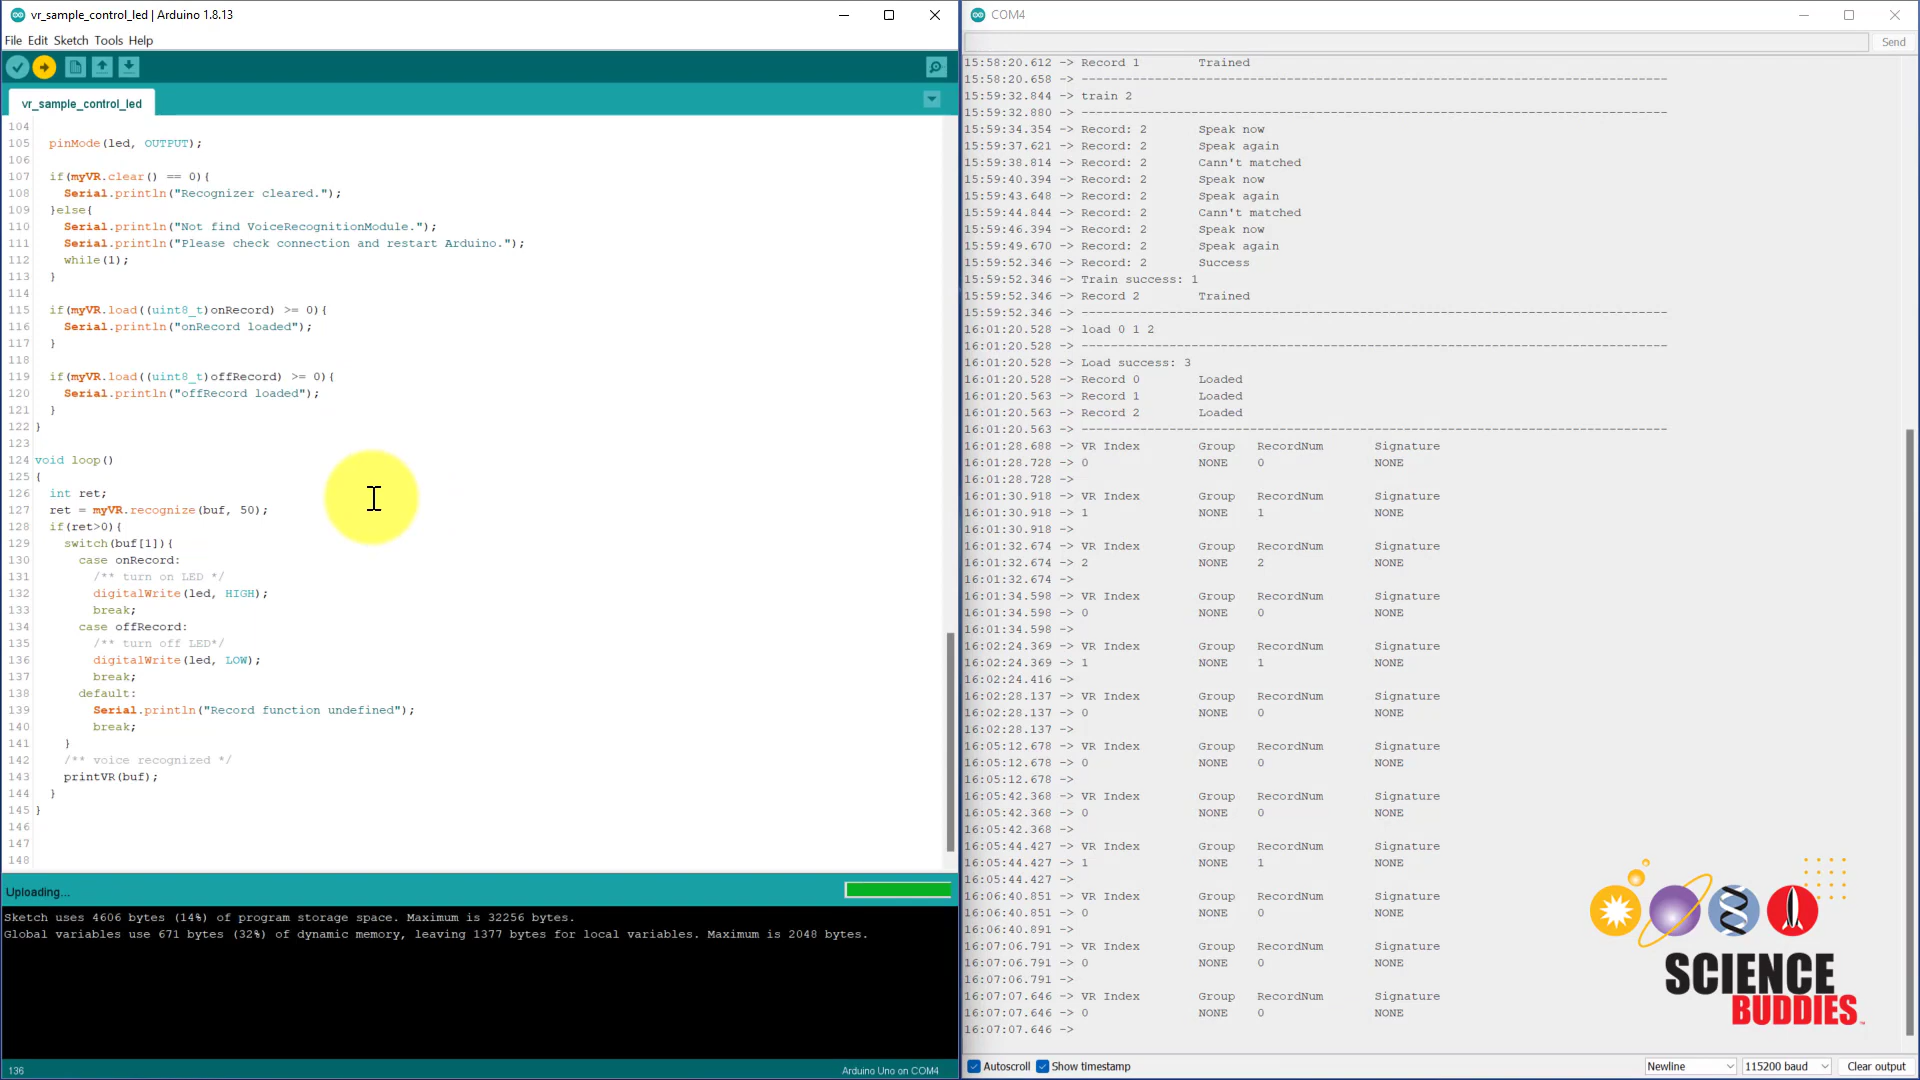 vr_sample_control_led | Arduino 1.8.13
File Edit Sketch Tools Help
vr_sample_control_led
104
105 pinMode(led, OUTPUT);
106
107 if(myVR.clear() == 0){
108 Serial.println("Recognizer cleared.");
109 }else{
110 Serial.println("Not find VoiceRecognitionModule.");
111 Serial.println("Please check connection and restart Arduino.");
112 while(1);
113 }
114
115 if(myVR.load((uint8_t)onRecord) >= 0){
116 Serial.println("onRecord loaded");
117 }
118
119 if(myVR.load((uint8_t)offRecord) >= 0){
120 Serial.println("offRecord loaded");
121 }
122 }
123
124 void loop()
125 {
126 int ret;
127 ret = myVR.recognize(buf, 50);
128 if(ret>0){
129 switch(buf[1]){
130 case onRecord:
131 /** turn on LED */
132 digitalWrite(led, HIGH);
133 break;
134 case offRecord:
135 /** turn off LED*/
136 digitalWrite(led, LOW);
137 break;
138 default:
139 Serial.println("Record function undefined");
140 break;
141 }
142 /** voice recognized */
143 printVR(buf);
144 }
145 }
146
147
148
Uploading...
Sketch uses 4606 bytes (14%) of program storage space. Maximum is 32256 bytes.
Global variables use 671 bytes (32%) of dynamic memory, leaving 1377 bytes for local variables. Maximum is 2048 bytes.
136
Arduino Uno on COM4
COM4
Send
15:58:20.612 -> Record 1 Trained
15:58:20.658 -> --------------------------------------------------------------------------------
15:59:32.844 -> train 2
15:59:32.880 -> --------------------------------------------------------------------------------
15:59:34.354 -> Record: 2 Speak now
15:59:37.621 -> Record: 2 Speak again
15:59:38.814 -> Record: 2 Cann't matched
15:59:40.394 -> Record: 2 Speak now
15:59:43.648 -> Record: 2 Speak again
15:59:44.844 -> Record: 2 Cann't matched
15:59:46.394 -> Record: 2 Speak now
15:59:49.670 -> Record: 2 Speak again
15:59:52.346 -> Record: 2 Success
15:59:52.346 -> Train success: 1
15:59:52.346 -> Record 2 Trained
15:59:52.346 -> --------------------------------------------------------------------------------
16:01:20.528 -> load 0 1 2
16:01:20.528 -> --------------------------------------------------------------------------------
16:01:20.528 -> Load success: 3
16:01:20.528 -> Record 0 Loaded
16:01:20.563 -> Record 1 Loaded
16:01:20.563 -> Record 2 Loaded
16:01:20.563 -> --------------------------------------------------------------------------------
16:01:28.688 -> VR Index Group RecordNum Signature
16:01:28.728 -> 0 NONE 0 NONE
16:01:28.728 ->
16:01:30.918 -> VR Index Group RecordNum Signature
16:01:30.918 -> 1 NONE 1 NONE
16:01:30.918 ->
16:01:32.674 -> VR Index Group RecordNum Signature
16:01:32.674 -> 2 NONE 2 NONE
16:01:32.674 ->
16:01:34.598 -> VR Index Group RecordNum Signature
16:01:34.598 -> 0 NONE 0 NONE
16:01:34.598 ->
16:02:24.369 -> VR Index Group RecordNum Signature
16:02:24.369 -> 1 NONE 1 NONE
16:02:24.416 ->
16:02:28.137 -> VR Index Group RecordNum Signature
16:02:28.137 -> 0 NONE 0 NONE
16:02:28.137 ->
16:05:12.678 -> VR Index Group RecordNum Signature
16:05:12.678 -> 0 NONE 0 NONE
16:05:12.678 ->
16:05:42.368 -> VR Index Group RecordNum Signature
16:05:42.368 -> 0 NONE 0 NONE
16:05:42.368 ->
16:05:44.427 -> VR Index Group RecordNum Signature
16:05:44.427 -> 1 NONE 1 NONE
16:05:44.427 ->
16:06:40.851 -> VR Index Group RecordNum Signature
16:06:40.851 -> 0 NONE 0 NONE
16:06:40.891 ->
16:07:06.791 -> VR Index Group RecordNum Signature
16:07:06.791 -> 0 NONE 0 NONE
16:07:06.791 ->
16:07:07.646 -> VR Index Group RecordNum Signature
16:07:07.646 -> 0 NONE 0 NONE
16:07:07.646 ->
SCIENCE
BUDDIES
Autoscroll Show timestamp Newline 115200 baud Clear output